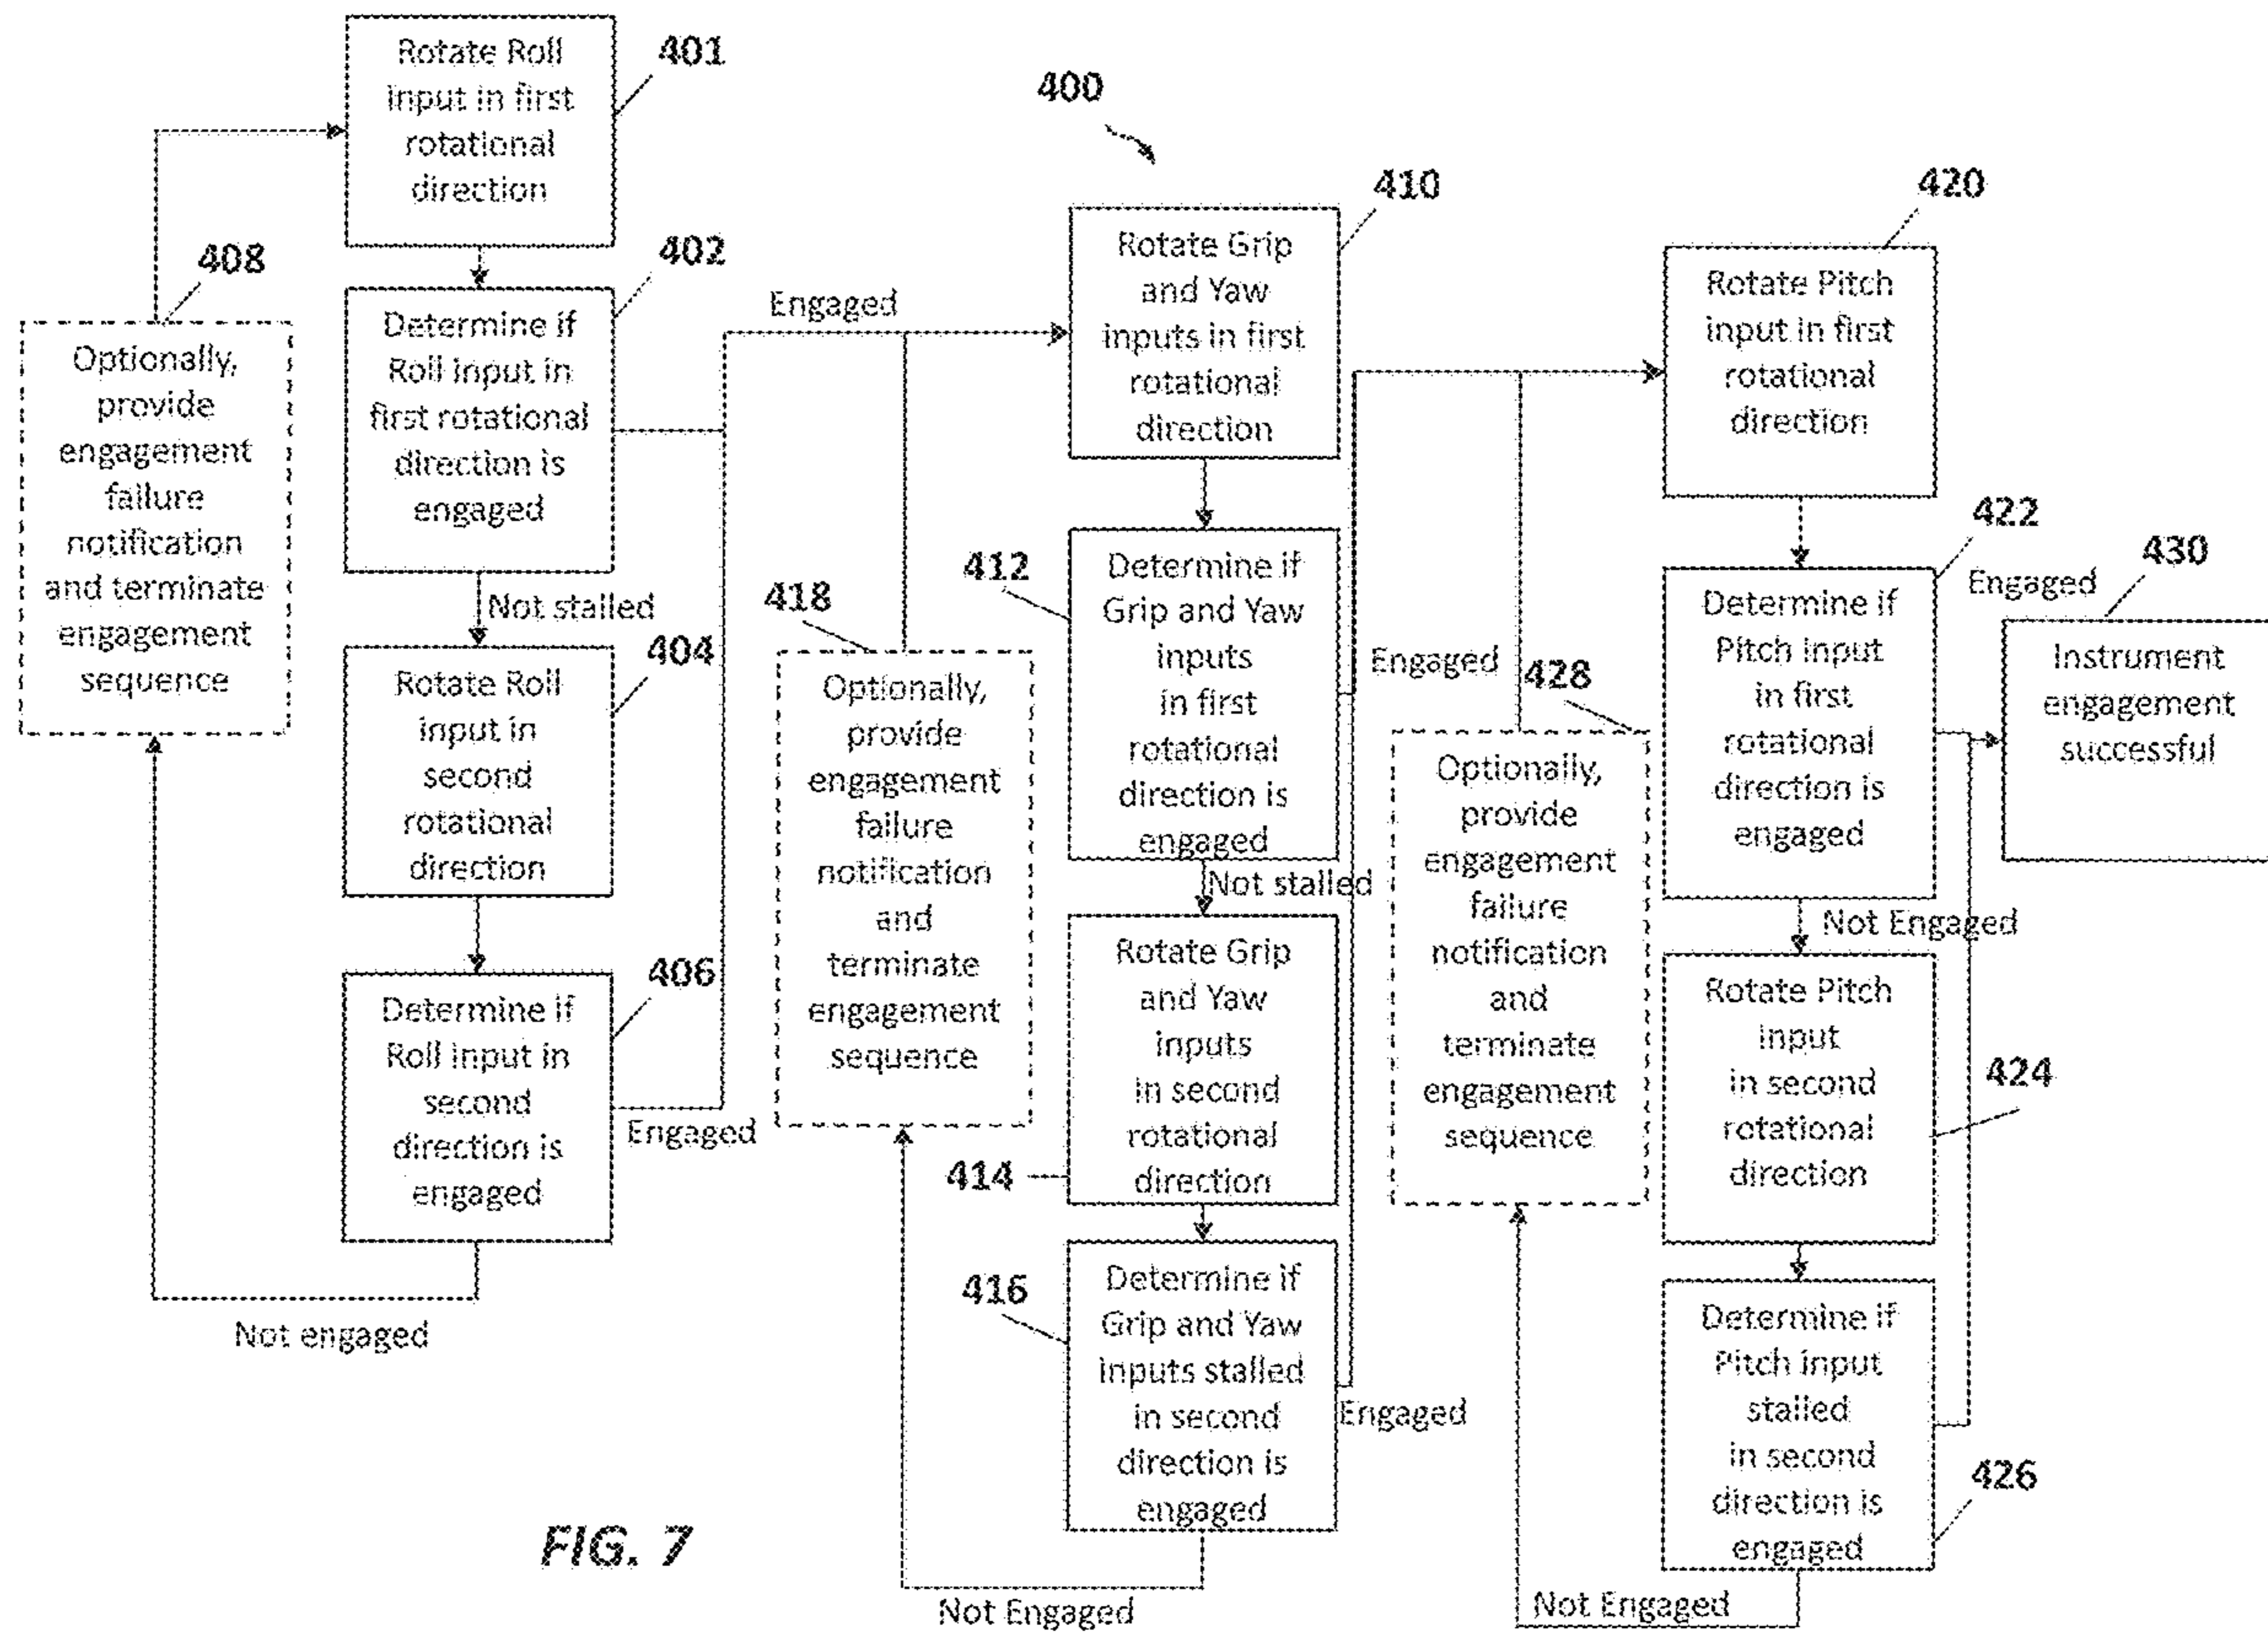 Rotate Roll
input in first
rotational
direction
401
402
Determine if
Roll input in
first rotational
direction is
engaged
Not stalled
404
Rotate Roll
input in
second
rotational
direction
406
Determine if
Roll input in
second
direction is
engaged
Engaged
Not engaged
408
Optionally,
provide
engagement
failure
notification
and terminate
engagement
sequence
Engaged
400
410
Rotate Grip
and Yaw
inputs in first
rotational
direction
412
Determine if
Grip and Yaw
inputs
in first
rotational
direction is
engaged
Engaged
Not stalled
414
Rotate Grip
and Yaw
inputs
in second
rotational
direction
416
Determine if
Grip and Yaw
inputs stalled
in second
direction is
engaged
Engaged
Not Engaged
418
Optionally,
provide
engagement
failure
notification
and
terminate
engagement
sequence
420
Rotate Pitch
input in first
rotational
direction
422
Determine if
Pitch input
in first
rotational
direction is
engaged
Engaged
430
Instrument
engagement
successful
Not Engaged
424
Rotate Pitch
input
in second
rotational
direction
426
Determine if
Pitch input
stalled
in second
direction is
engaged
Not Engaged
428
Optionally,
provide
engagement
failure
notification
and
terminate
engagement
sequence
FIG. 7